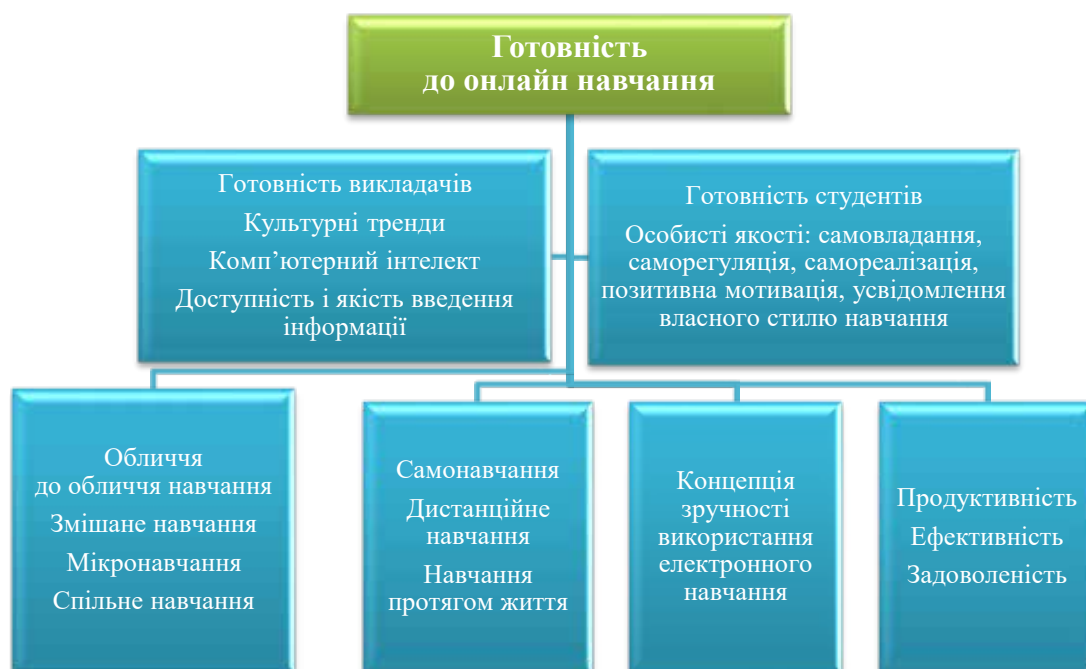 Готовність
до онлайн навчання
Готовність викладачів
Культурні тренди
Комп’ютерний інтелект
Доступність і якість введення
інформації
Готовність студентів
Особисті якості: самовладання,
саморегуляція, самореалізація,
позитивна мотивація, усвідомлення
власного стилю навчання
Обличчя
до обличчя навчання
Змішане навчання
Мікронавчання
Спільне навчання
Самонавчання
Дистанційне
навчання
Навчання
протягом життя
Концепція
зручності
використання
електронного
навчання
Продуктивність
Ефективність
Задоволеність